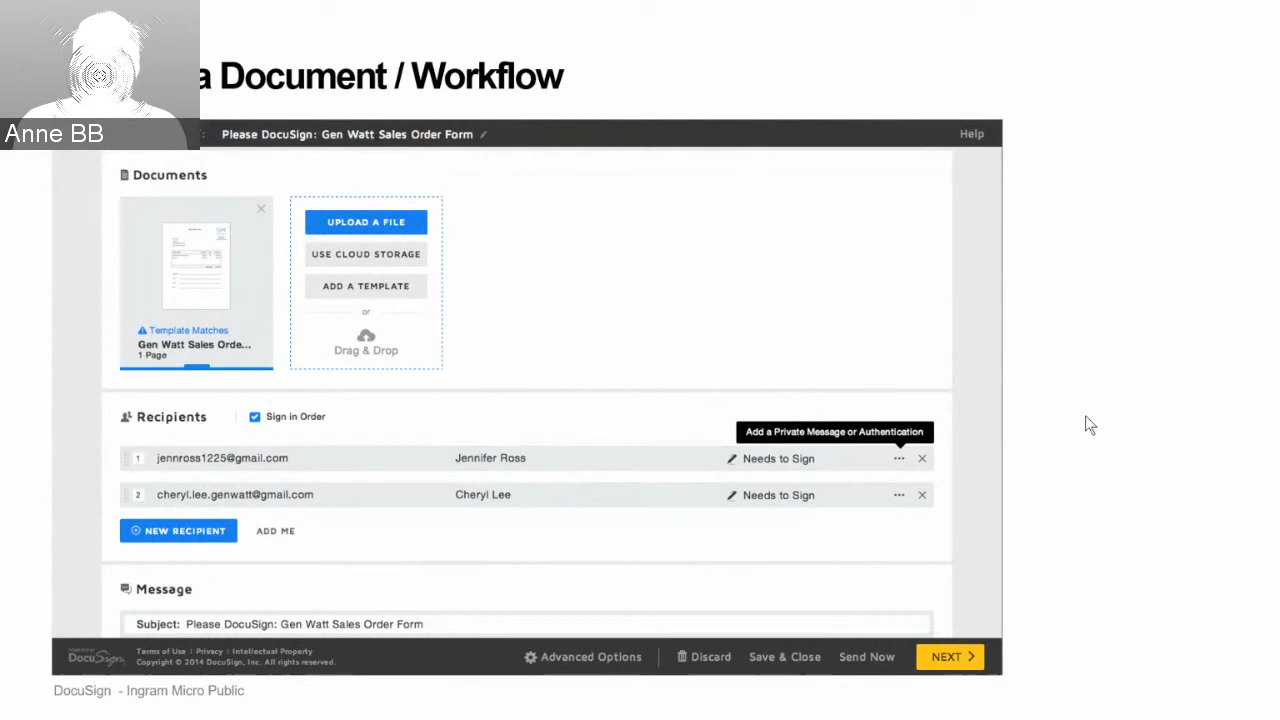 a Document / Workflow
Anne BB
: Please DocuSign: Gen Watt Sales Order Form
Help
Documents
UPLOAD A FILE
USE CLOUD STORAGE
ADD A TEMPLATE
or
Drag & Drop
Template Matches
Gen Watt Sales Orde...
1 Page
Recipients
Sign in Order
Add a Private Message or Authentication
1 jennross1225@gmail.com Jennifer Ross Needs to Sign
2 cheryl.lee.genwatt@gmail.com Cheryl Lee Needs to Sign
NEW RECIPIENT ADD ME
Message
Subject: Please DocuSign: Gen Watt Sales Order Form
POWERED BY
DocuSign
Terms of Use | Privacy | Intellectual Property
Copyright © 2014 DocuSign, Inc. All rights reserved.
Advanced Options Discard Save & Close Send Now NEXT
DocuSign - Ingram Micro Public